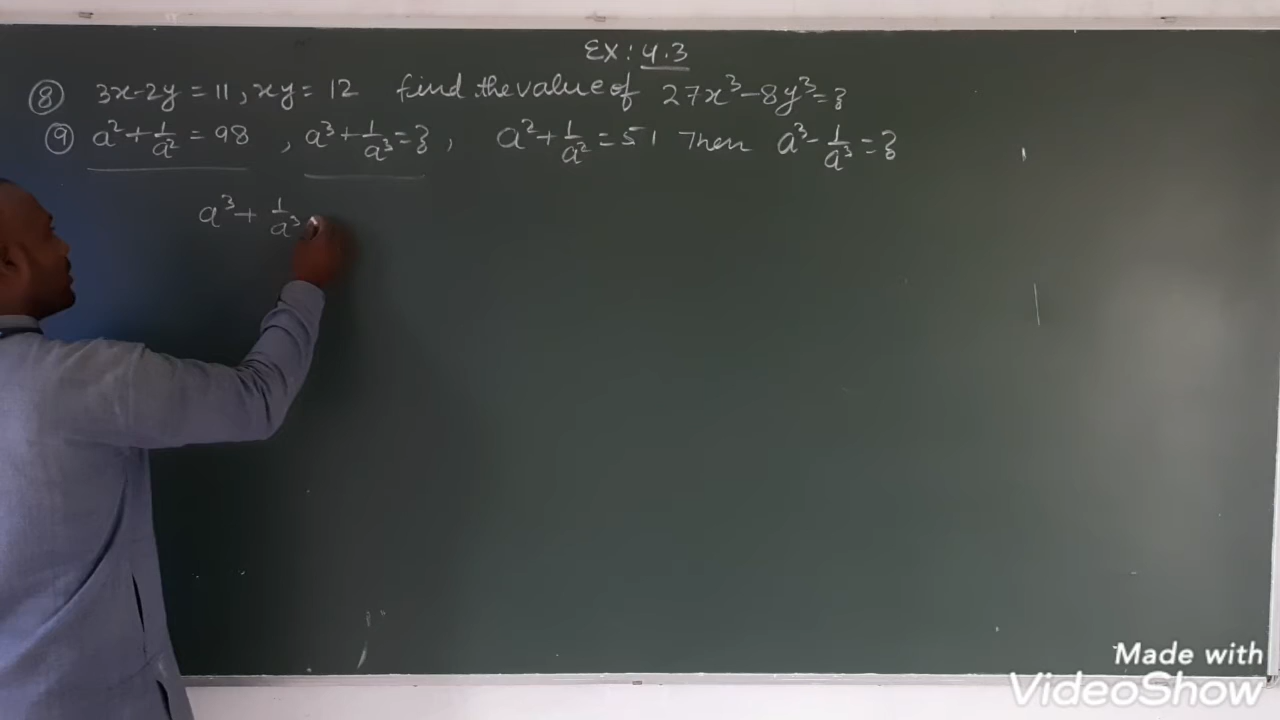 EX: 4.3
⑧ 3x-2y=11, xy=12 find the value of 27x³-8y³=?
⑨ a²+1/a²=98, a³+1/a³=?, a²+1/a²=51 Then a³-1/a³=?
a³+1/a³
Made with
VideoShow